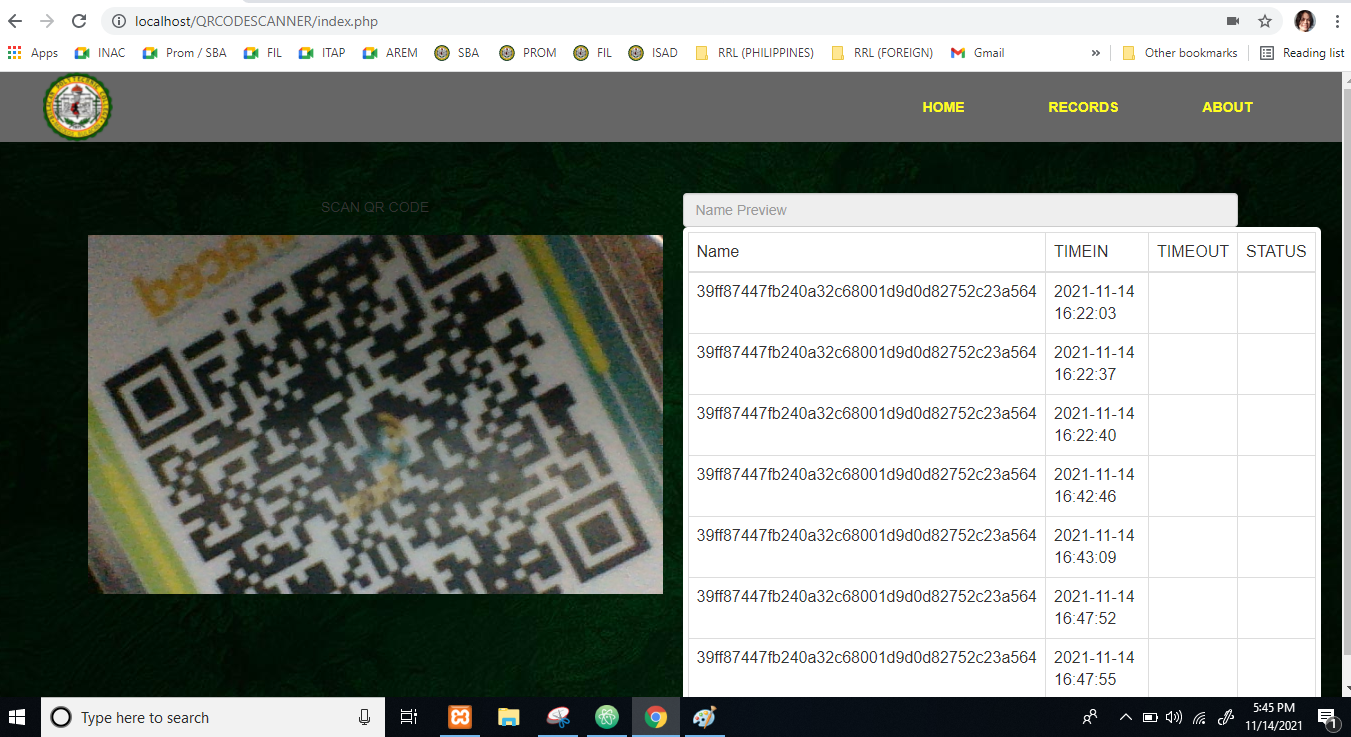 localhost/QRCODESCANNER/index.php
Apps INAC Prom / SBA FIL ITAP AREM SBA PROM FIL ISAD RRL (PHILIPPINES) RRL (FOREIGN) Gmail » Other bookmarks Reading list
HOME RECORDS ABOUT
SCAN QR CODE
Name Preview
Name TIMEIN TIMEOUT STATUS
39ff87447fb240a32c68001d9d0d82752c23a564 2021-11-14
16:22:03
39ff87447fb240a32c68001d9d0d82752c23a564 2021-11-14
16:22:37
39ff87447fb240a32c68001d9d0d82752c23a564 2021-11-14
16:22:40
39ff87447fb240a32c68001d9d0d82752c23a564 2021-11-14
16:42:46
39ff87447fb240a32c68001d9d0d82752c23a564 2021-11-14
16:43:09
39ff87447fb240a32c68001d9d0d82752c23a564 2021-11-14
16:47:52
39ff87447fb240a32c68001d9d0d82752c23a564 2021-11-14
16:47:55
Type here to search
5:45 PM
11/14/2021
1